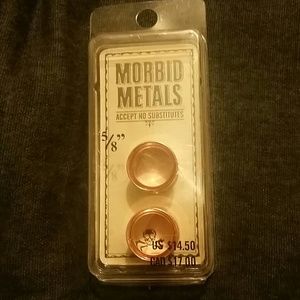 MORBID
METALS
ACCEPT NO SUBSTITUTES
5/8"
US $14.50
CAD $17.00